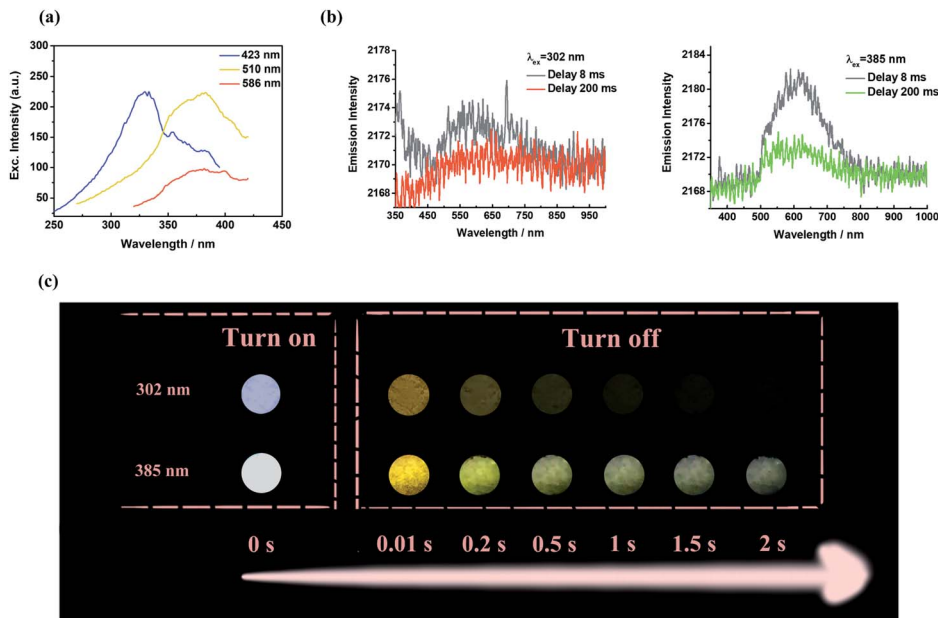 (a)
300
250
200
150
100
50
250 300 350 400 450
Exc. Intensity (a.u.)
Wavelength / nm
423 nm
510 nm
586 nm
(b)
2178
2176
2174
2172
2170
2168
350 450 550 650 750 850 950
Emission Intensity
Wavelength / nm
λex=302 nm
Delay 8 ms
Delay 200 ms
2188
2184
2180
2176
2172
2168
400 500 600 700 800 900 1000
Emission Intensity
Wavelength / nm
λex=385 nm
Delay 8 ms
Delay 200 ms
(c)
Turn on Turn off
302 nm
385 nm
0 s 0.01 s 0.2 s 0.5 s 1 s 1.5 s 2 s